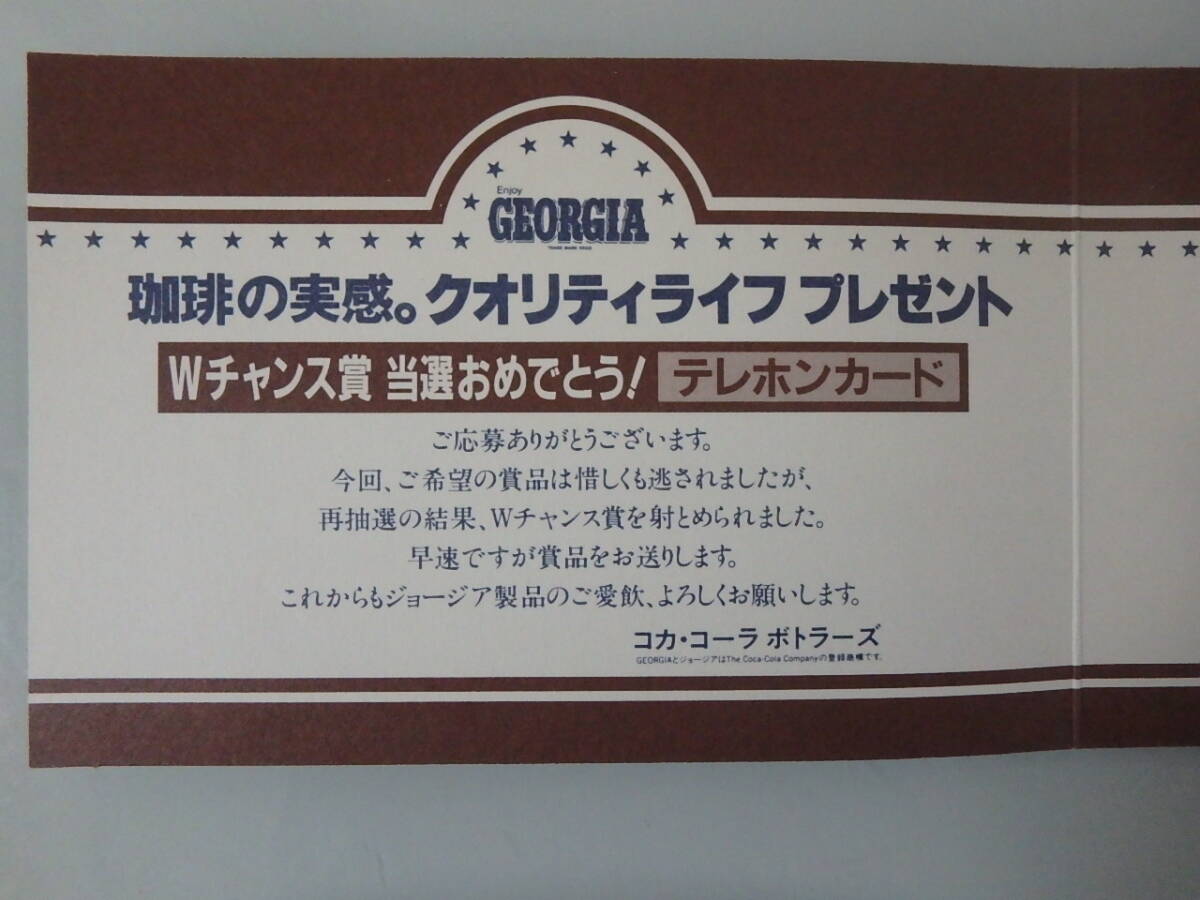 Enjoy
GEORGIA
珈琲の実感。クオリティライフ プレゼント
Wチャンス賞 当選おめでとう! テレホンカード
ご応募ありがとうございます。
今回、ご希望の賞品は惜しくも逃されましたが、
再抽選の結果、Wチャンス賞を射とめられました。
早速ですが賞品をお送りします。
これからもジョージア製品のご愛飲、よろしくお願いします。
コカ・コーラ ボトラーズ
GEORGIAとジョージアはThe Coca-Cola Companyの登録商標です。